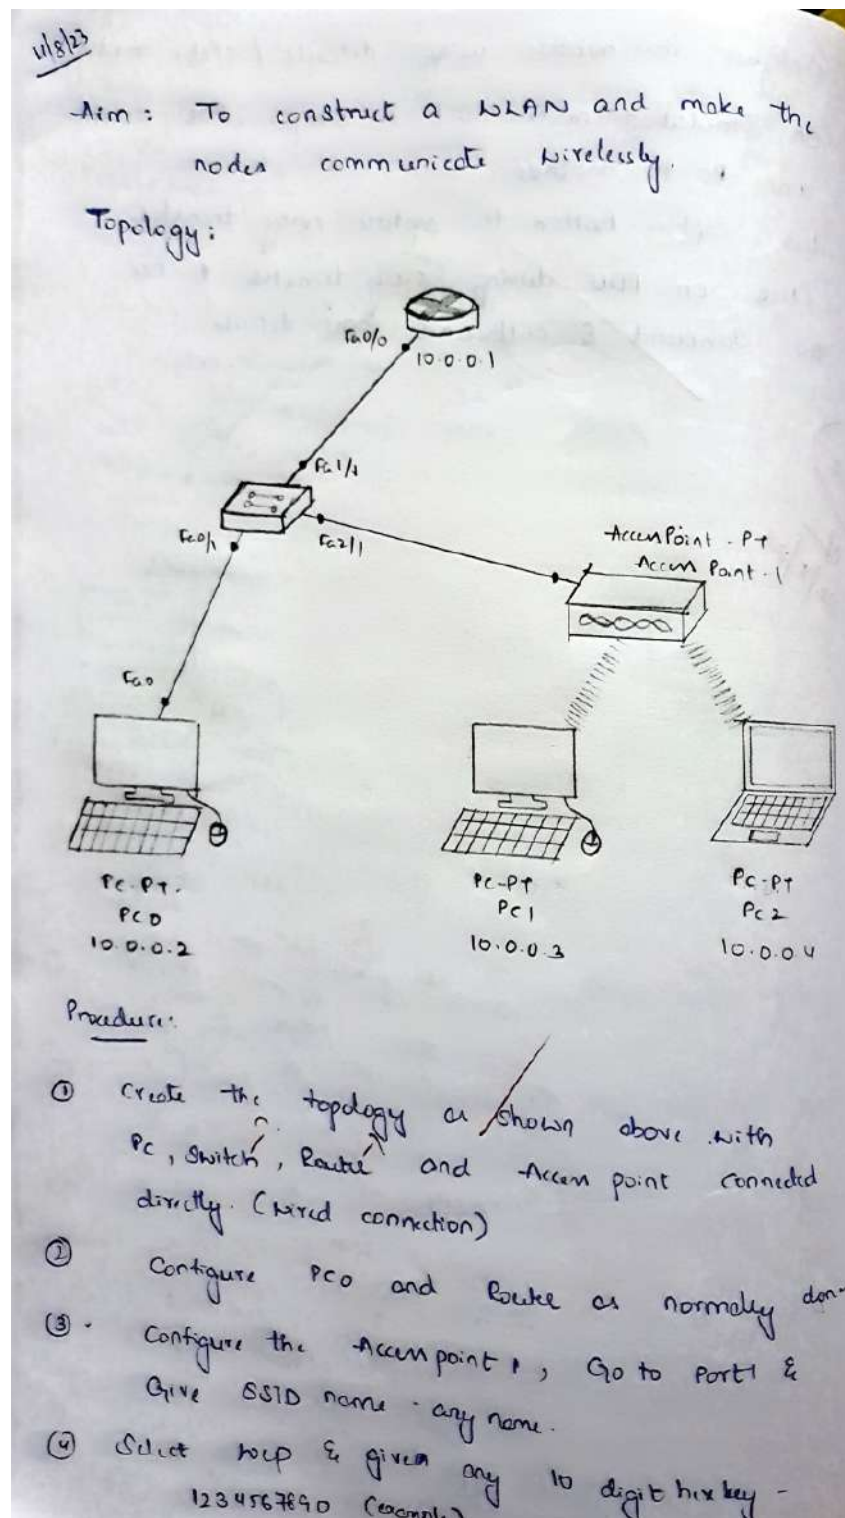 11/8/23
Aim: To construct a WLAN and make the
nodes communicate wirelessly.
Topology:
Fa0/0
10.0.0.1
Fa1/1
Fa0/1
Fa2/1
AccessPoint-PT
Access Point-1
Fa0
PC-PT
PC0
10.0.0.2
PC-PT
PC1
10.0.0.3
PC-PT
PC2
10.0.0.4
Procedure:
① Create the topology as shown above with
PC, Switch, Router and Access point connected
directly. (Wired connection)
② Configure PC0 and Router as normally don
③ Configure the Access point 1, Go to Port1 &
Give SSID name - any name.
④ Select wep & given any 10 digit hex key -
1234567890 (example)